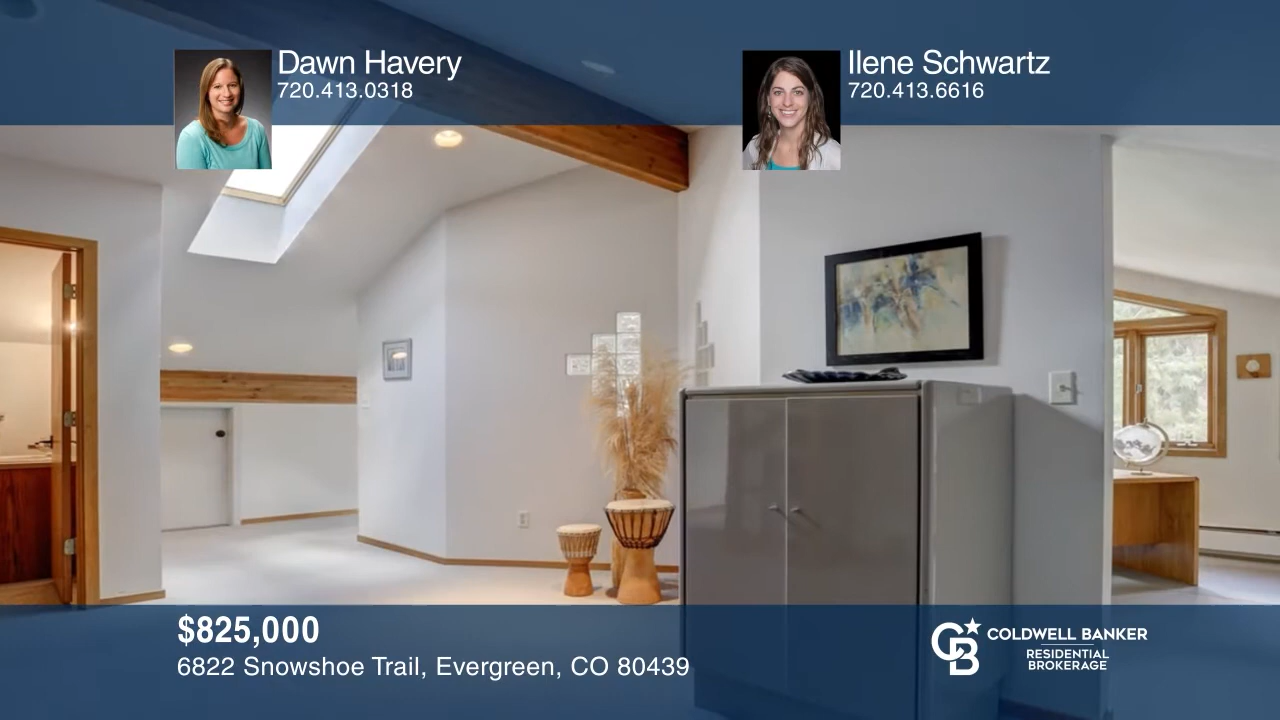 Dawn Havery
720.413.0318
Ilene Schwartz
720.413.6616
$825,000
6822 Snowshoe Trail, Evergreen, CO 80439
COLDWELL BANKER
RESIDENTIAL
BROKERAGE